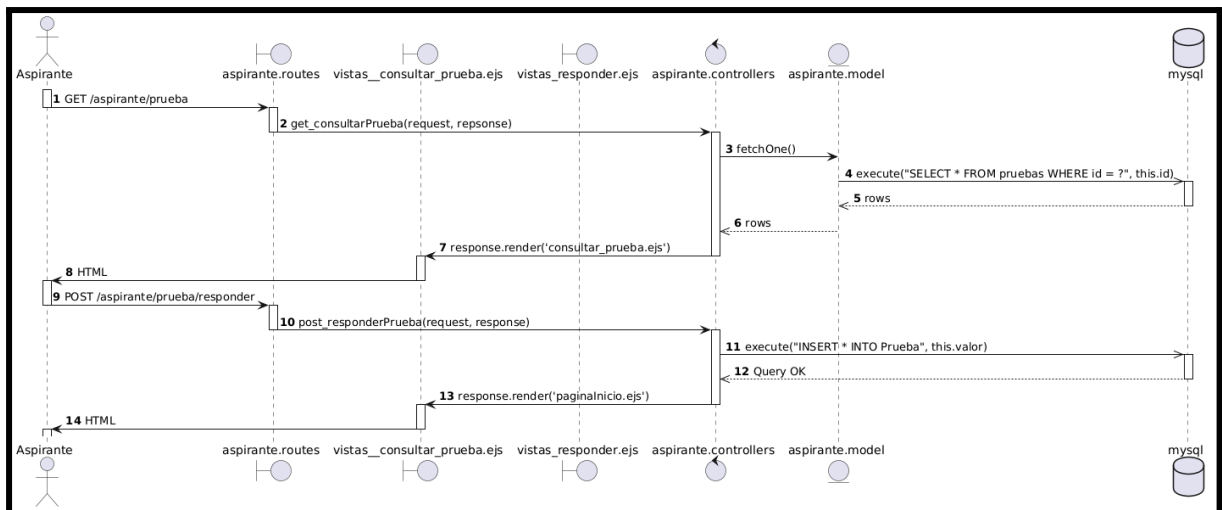 Aspirante
aspirante.routes
vistas__consultar_prueba.ejs
vistas_responder.ejs
aspirante.controllers
aspirante.model
mysql
1 GET /aspirante/prueba
2 get_consultarPrueba(request, repsonse)
3 fetchOne()
4 execute("SELECT * FROM pruebas WHERE id = ?", this.id)
5 rows
6 rows
7 response.render('consultar_prueba.ejs')
8 HTML
9 POST /aspirante/prueba/responder
10 post_responderPrueba(request, response)
11 execute("INSERT * INTO Prueba", this.valor)
12 Query OK
13 response.render('paginaInicio.ejs')
14 HTML
Aspirante
aspirante.routes
vistas__consultar_prueba.ejs
vistas_responder.ejs
aspirante.controllers
aspirante.model
mysql